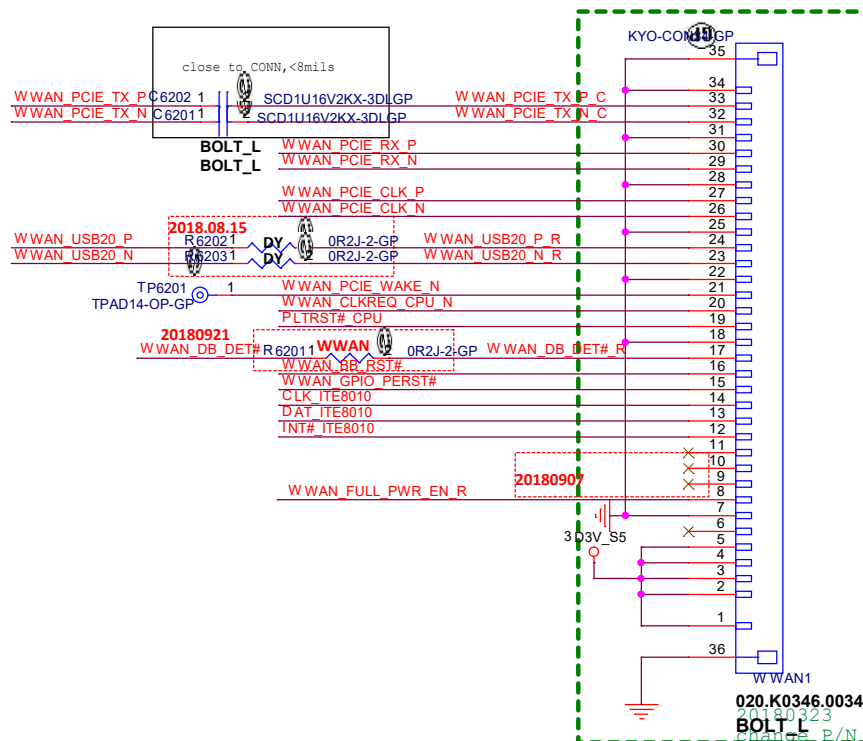 KYO-CON34-GP
35
close to CONN,<8mils
34
WWAN_PCIE_TX_P C6202 1 2 SCD1U16V2KX-3DLGP WWAN_PCIE_TX_P_C 33
WWAN_PCIE_TX_N C6201 1 2 SCD1U16V2KX-3DLGP WWAN_PCIE_TX_N_C 32
31
BOLT_L
BOLT_L
WWAN_PCIE_RX_P 30
WWAN_PCIE_RX_N 29
28
WWAN_PCIE_CLK_P 27
WWAN_PCIE_CLK_N 26
2018.08.15 25
WWAN_USB20_P R6202 1 DY 0R2J-2-GP WWAN_USB20_P_R 24
WWAN_USB20_N R6203 1 DY 2 0R2J-2-GP WWAN_USB20_N_R 23
22
TP6201 1 WWAN_PCIE_WAKE_N 21
TPAD14-OP-GP
WWAN_CLKREQ_CPU_N 20
PLTRST#_CPU 19
20180921 18
WWAN_DB_DET# R6201 1 WWAN 2 0R2J-2-GP WWAN_DB_DET#_R 17
WWAN_BB_RST# 16
WWAN_GPIO_PERST# 15
CLK_ITE8010 14
DAT_ITE8010 13
INT#_ITE8010 12
11
10
20180907 9
WWAN_FULL_PWR_EN_R 8
7
6
3D3V_S5 5
4
3
2
1
36
WWAN1
020.K0346.0034
20180323
BOLT_L
change P/N